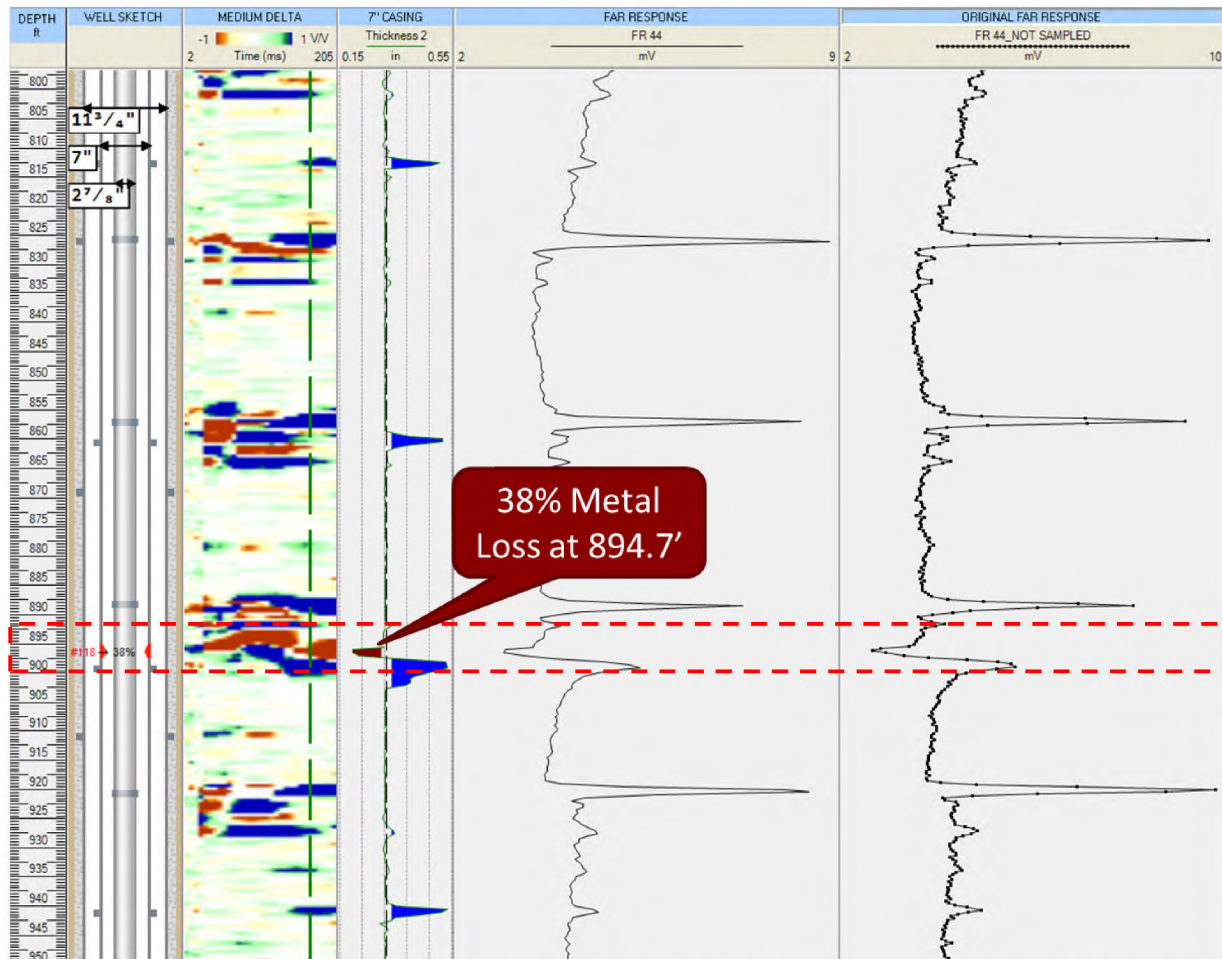 DEPTH
ft
WELL SKETCH
MEDIUM DELTA
-1 1 V/V
2 Time (ms) 205
7" CASING
Thickness 2
0.15 in 0.55
FAR RESPONSE
FR 44
2 mV 9
ORIGINAL FAR RESPONSE
FR 44_NOT SAMPLED
2 mV 10
800
805
810
815
820
825
830
835
840
845
850
855
860
865
870
875
880
885
890
895
900
905
910
915
920
925
930
935
940
945
950
11³/₄"
7"
2⁷/₈"
38% Metal
Loss at 894.7’
#118 38%